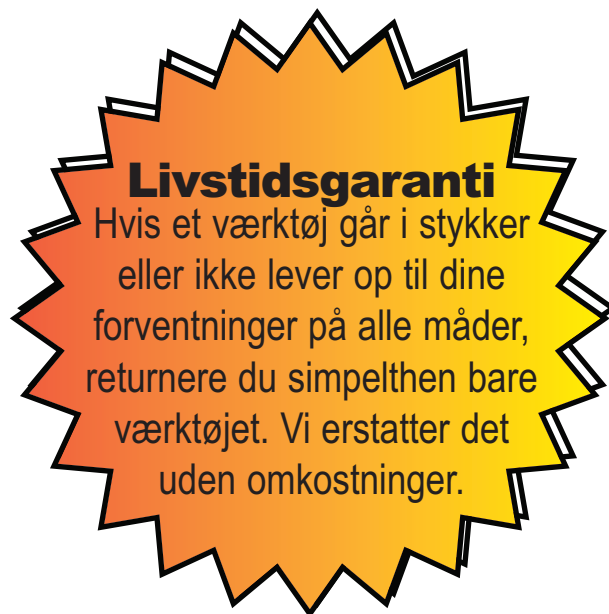 Livstidsgaranti
Hvis et værktøj går i stykker
eller ikke lever op til dine
forventninger på alle måder,
returnere du simpelthen bare
værktøjet. Vi erstatter det
uden omkostninger.